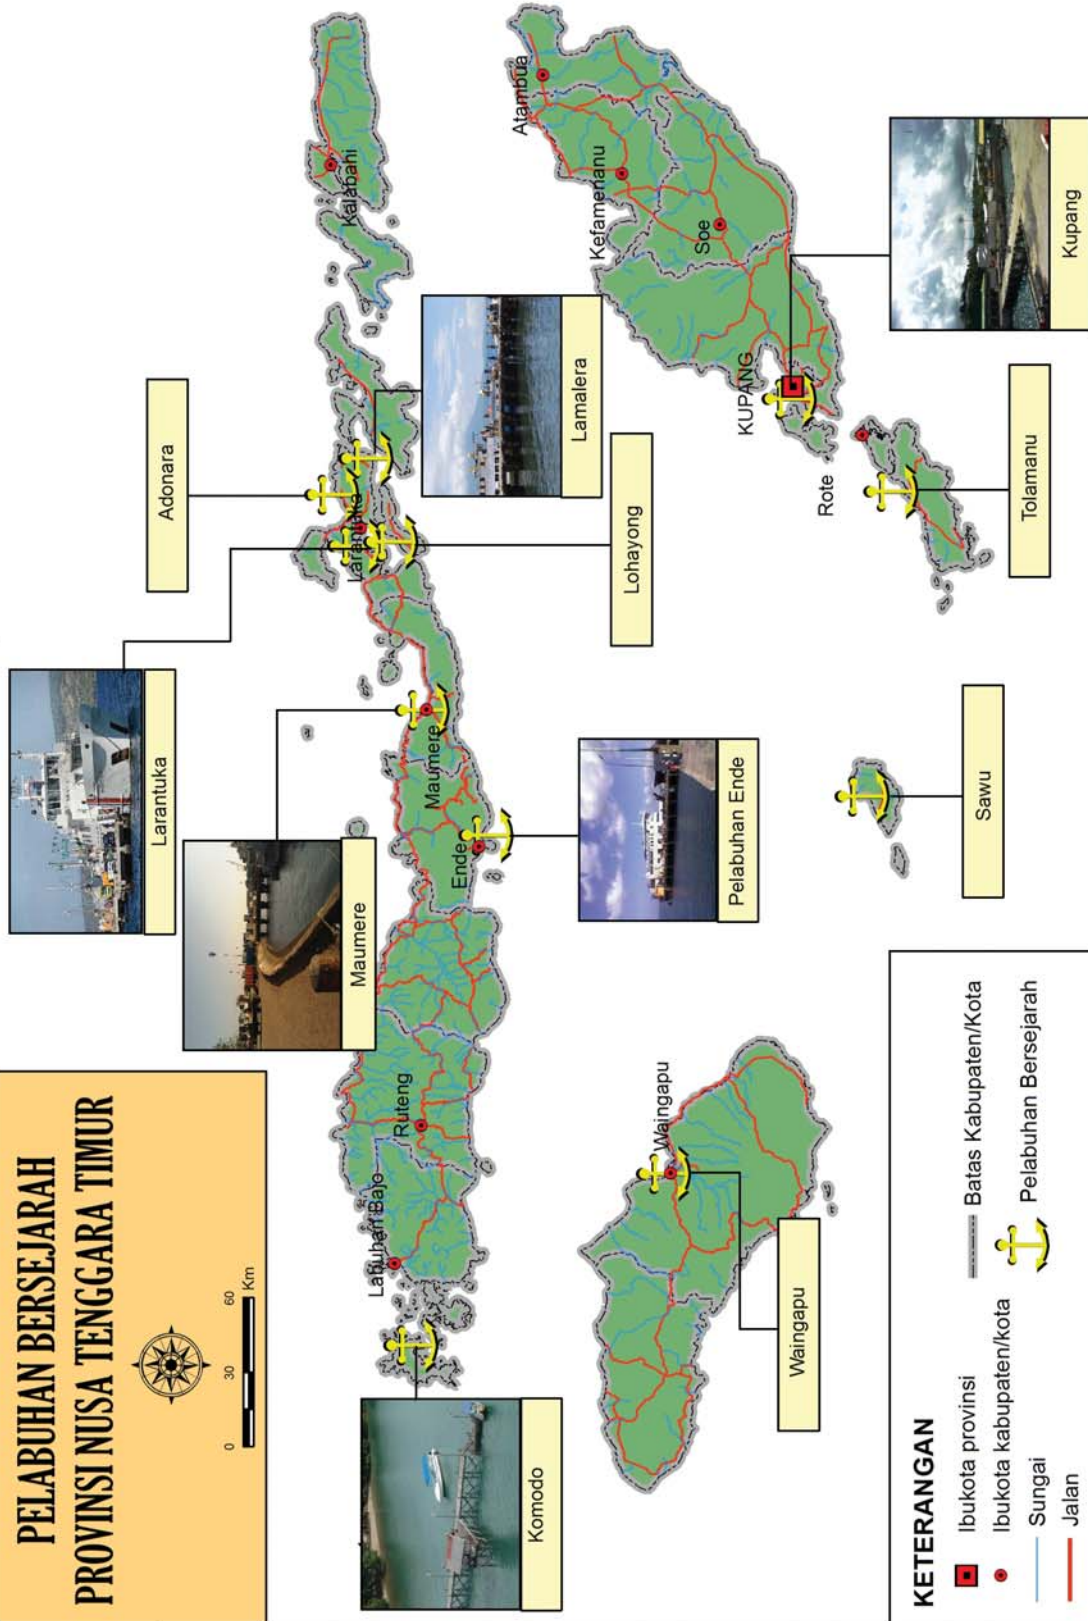 PELABUHAN BERSEJARAH
PROVINSI NUSA TENGGARA TIMUR
0 30 60
Km
Larantuka
Adonara
Maumere
Lamalera
Lohayong
Komodo
Pelabuhan Ende
Waingapu
Sawu
Tolamanu
Kupang
Labuhan Bajo
Ruteng
Ende
Maumere
Larantuka
Kalabahi
Atambua
Kefamenanu
Soe
KUPANG
Rote
Waingapu
KETERANGAN
Ibukota provinsi
Ibukota kabupaten/kota
Sungai
Jalan
Batas Kabupaten/Kota
Pelabuhan Bersejarah